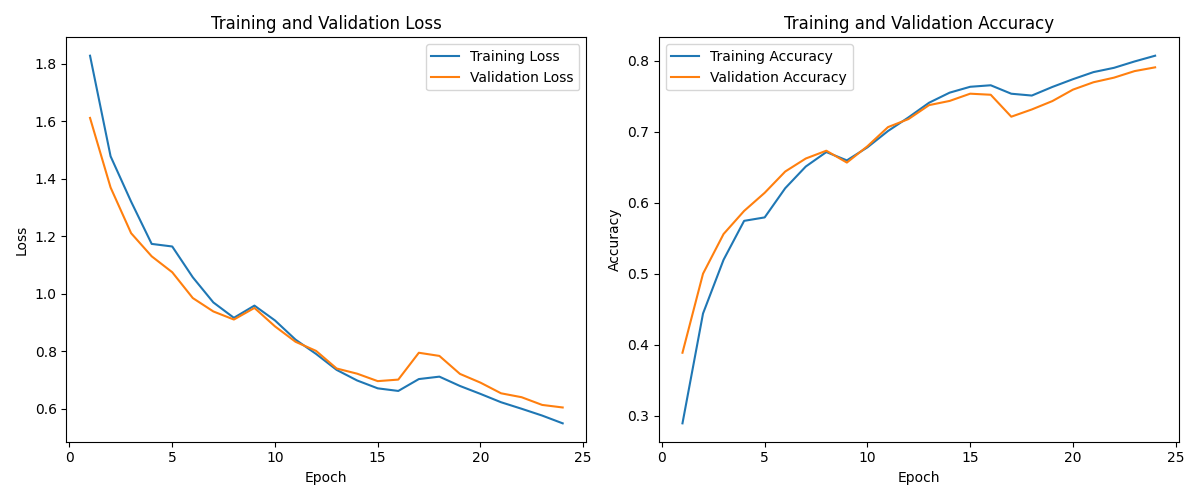 Training and Validation Loss
Training Loss
Validation Loss
1.8
1.6
1.4
1.2
1.0
0.8
0.6
Loss
0 5 10 15 20 25
Epoch
Training and Validation Accuracy
Training Accuracy
Validation Accuracy
0.8
0.7
0.6
0.5
0.4
0.3
Accuracy
0 5 10 15 20 25
Epoch